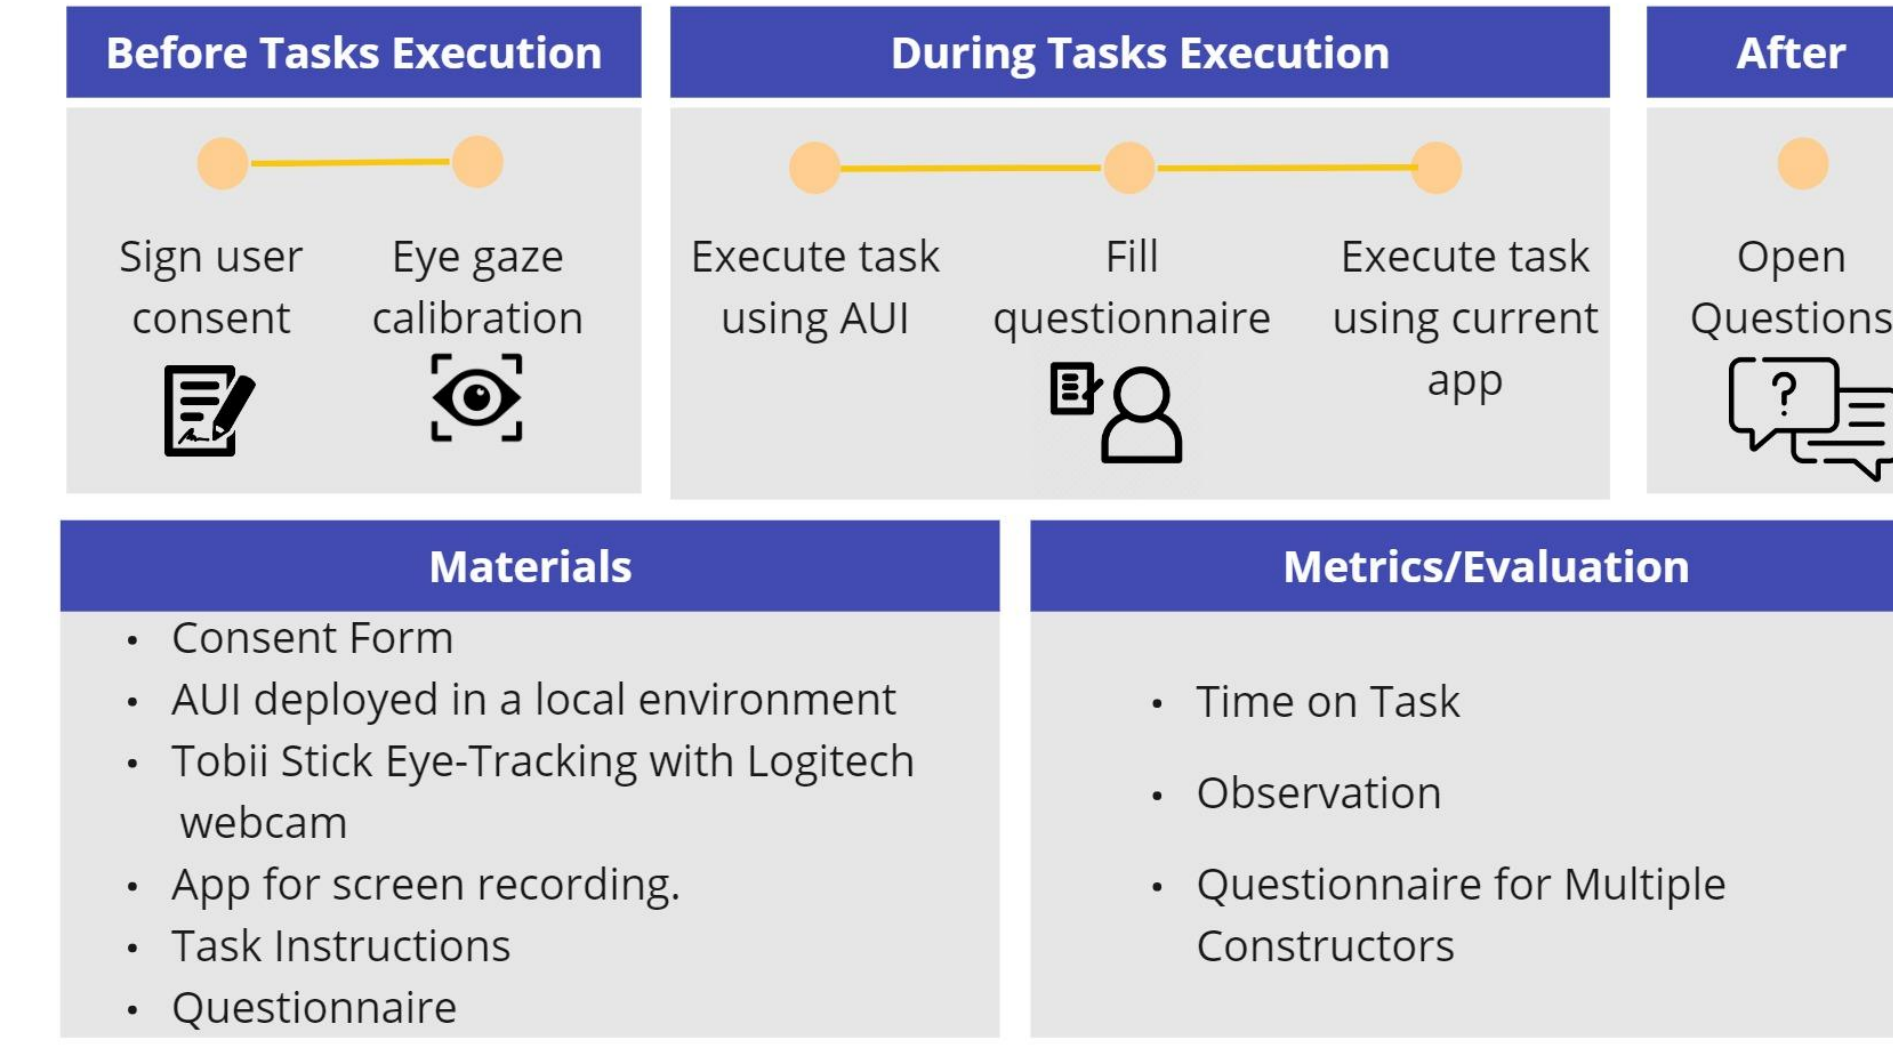 Before Tasks Execution
During Tasks Execution
After
Sign user
consent
Eye gaze
calibration
Execute task
using AUI
Fill
questionnaire
Execute task
using current
app
Open
Questions
?
Materials
• Consent Form
• AUI deployed in a local environment
• Tobii Stick Eye-Tracking with Logitech
webcam
• App for screen recording.
• Task Instructions
• Questionnaire
Metrics/Evaluation
• Time on Task
• Observation
• Questionnaire for Multiple
Constructors